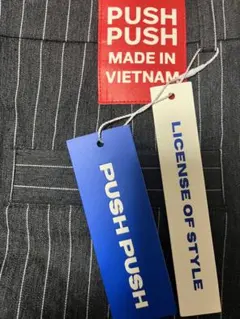 PUSH
PUSH
MADE IN
VIETNAM
PUSH PUSH
LICENSE OF STYLE